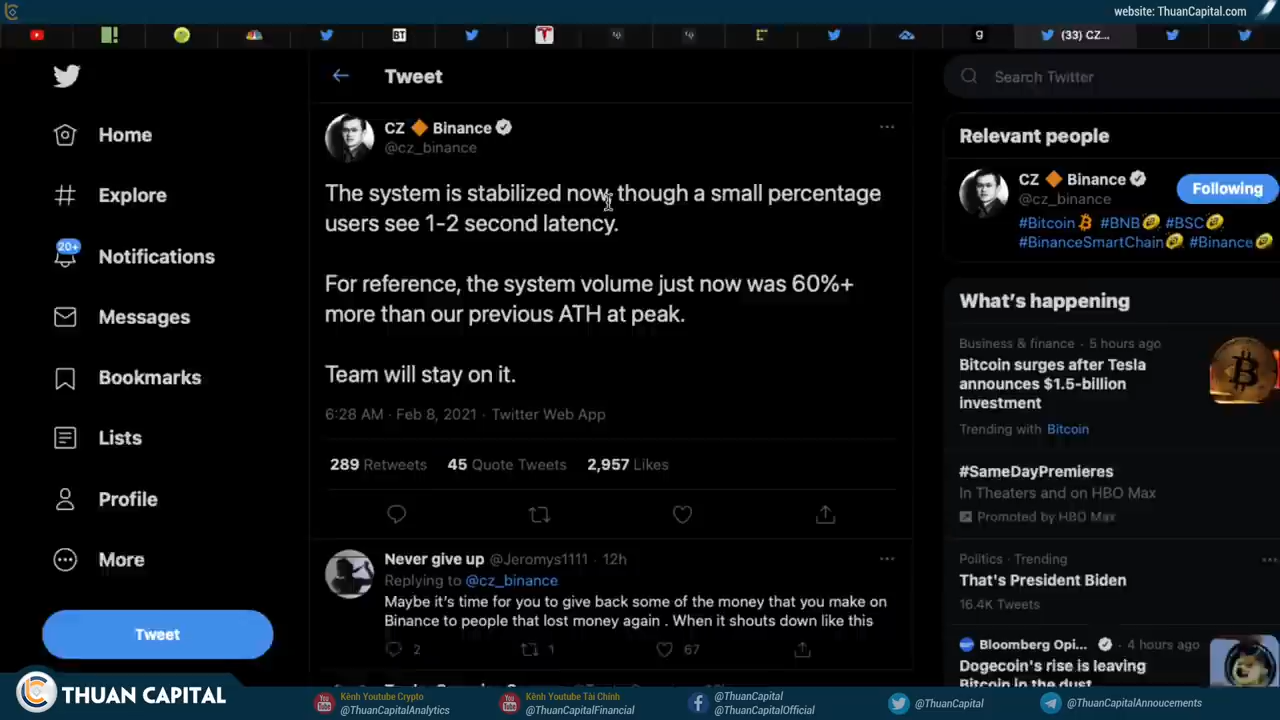 website: ThuanCapital.com
BT
g
(33) CZ...
Tweet
Search Twitter
Home
Explore
20+
Notifications
Messages
Bookmarks
Lists
Profile
More
Tweet
CZ 🔶 Binance
@cz_binance
The system is stabilized now, though a small percentage
users see 1-2 second latency.
For reference, the system volume just now was 60%+
more than our previous ATH at peak.
Team will stay on it.
6:28 AM · Feb 8, 2021 · Twitter Web App
289 Retweets 45 Quote Tweets 2,957 Likes
Never give up @Jeromys1111 · 12h
Replying to @cz_binance
Maybe it's time for you to give back some of the money that you make on
Binance to people that lost money again . When it shouts down like this
2 1 67
Relevant people
CZ 🔶 Binance
@cz_binance
Following
#Bitcoin #BNB #BSC
#BinanceSmartChain #Binance
What's happening
Business & finance · 5 hours ago
Bitcoin surges after Tesla
announces $1.5-billion
investment
Trending with Bitcoin
#SameDayPremieres
In Theaters and on HBO Max
Promoted by HBO Max
Politics · Trending
That's President Biden
16.4K Tweets
Bloomberg Opi... · 4 hours ago
Dogecoin's rise is leaving
Bitcoin in the dust
THUAN CAPITAL
Kênh Youtube Crypto
@ThuanCapitalAnalytics
Kênh Youtube Tài Chính
@ThuanCapitalFinancial
@ThuanCapital
@ThuanCapitalOfficial
@ThuanCapital
@ThuanCapitalAnnoucements